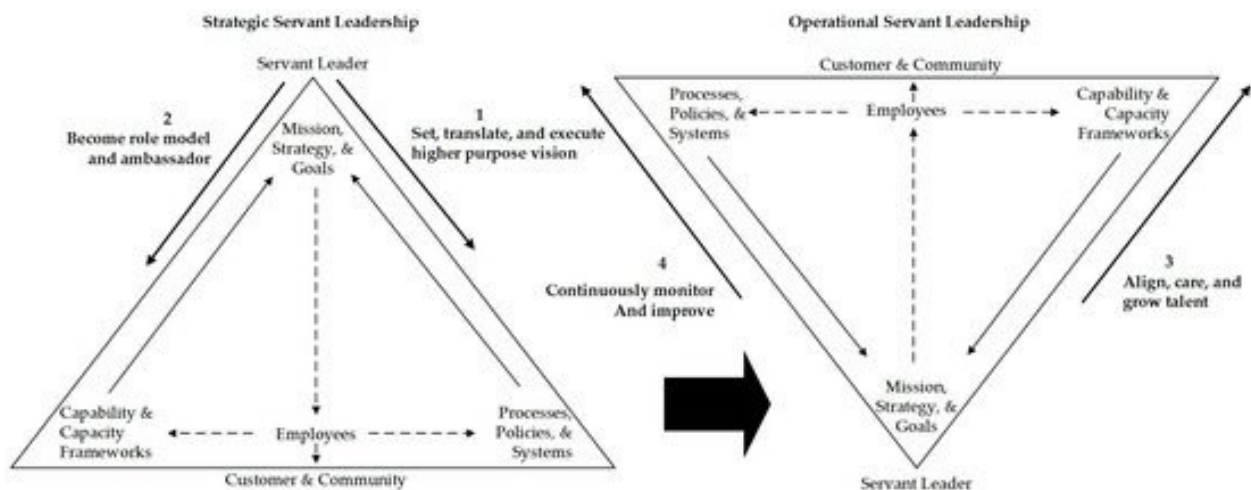 Strategic Servant Leadership
Servant Leader
2
Become role model
and ambassador
1
Set, translate, and execute
higher purpose vision
Mission,
Strategy, &
Goals
Capability &
Capacity
Frameworks
Employees
Processes,
Policies, &
Systems
Customer & Community
Operational Servant Leadership
Customer & Community
Processes,
Policies, &
Systems
Employees
Capability &
Capacity
Frameworks
4
Continuously monitor
And improve
3
Align, care, and
grow talent
Mission,
Strategy, &
Goals
Servant Leader